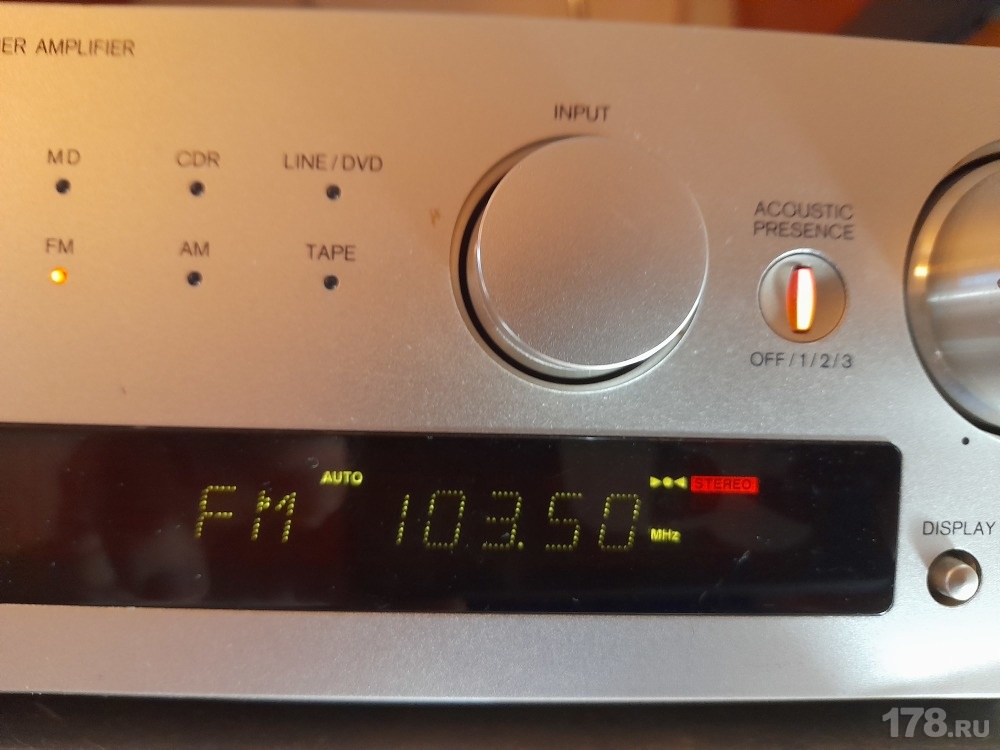 AMPLIFIER
INPUT
MD CDR LINE/DVD
FM AM TAPE
ACOUSTIC
PRESENCE
OFF/1/2/3
FM AUTO 103.50 MHz STEREO
DISPLAY
178.RU